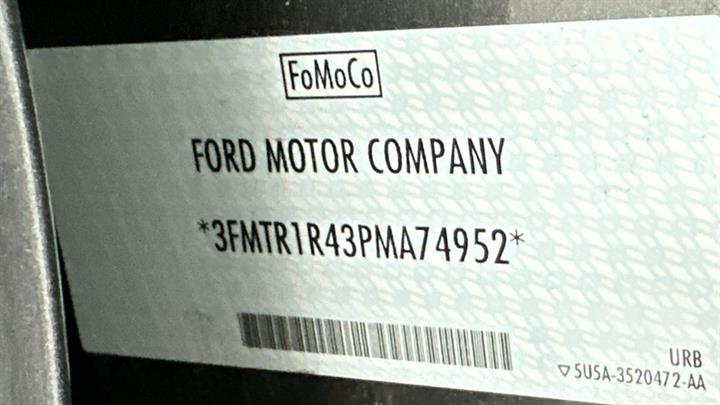 FoMoCo
FORD MOTOR COMPANY
*3FMTR1R43PMA74952*
URB
▽5U5A-3520472-AA